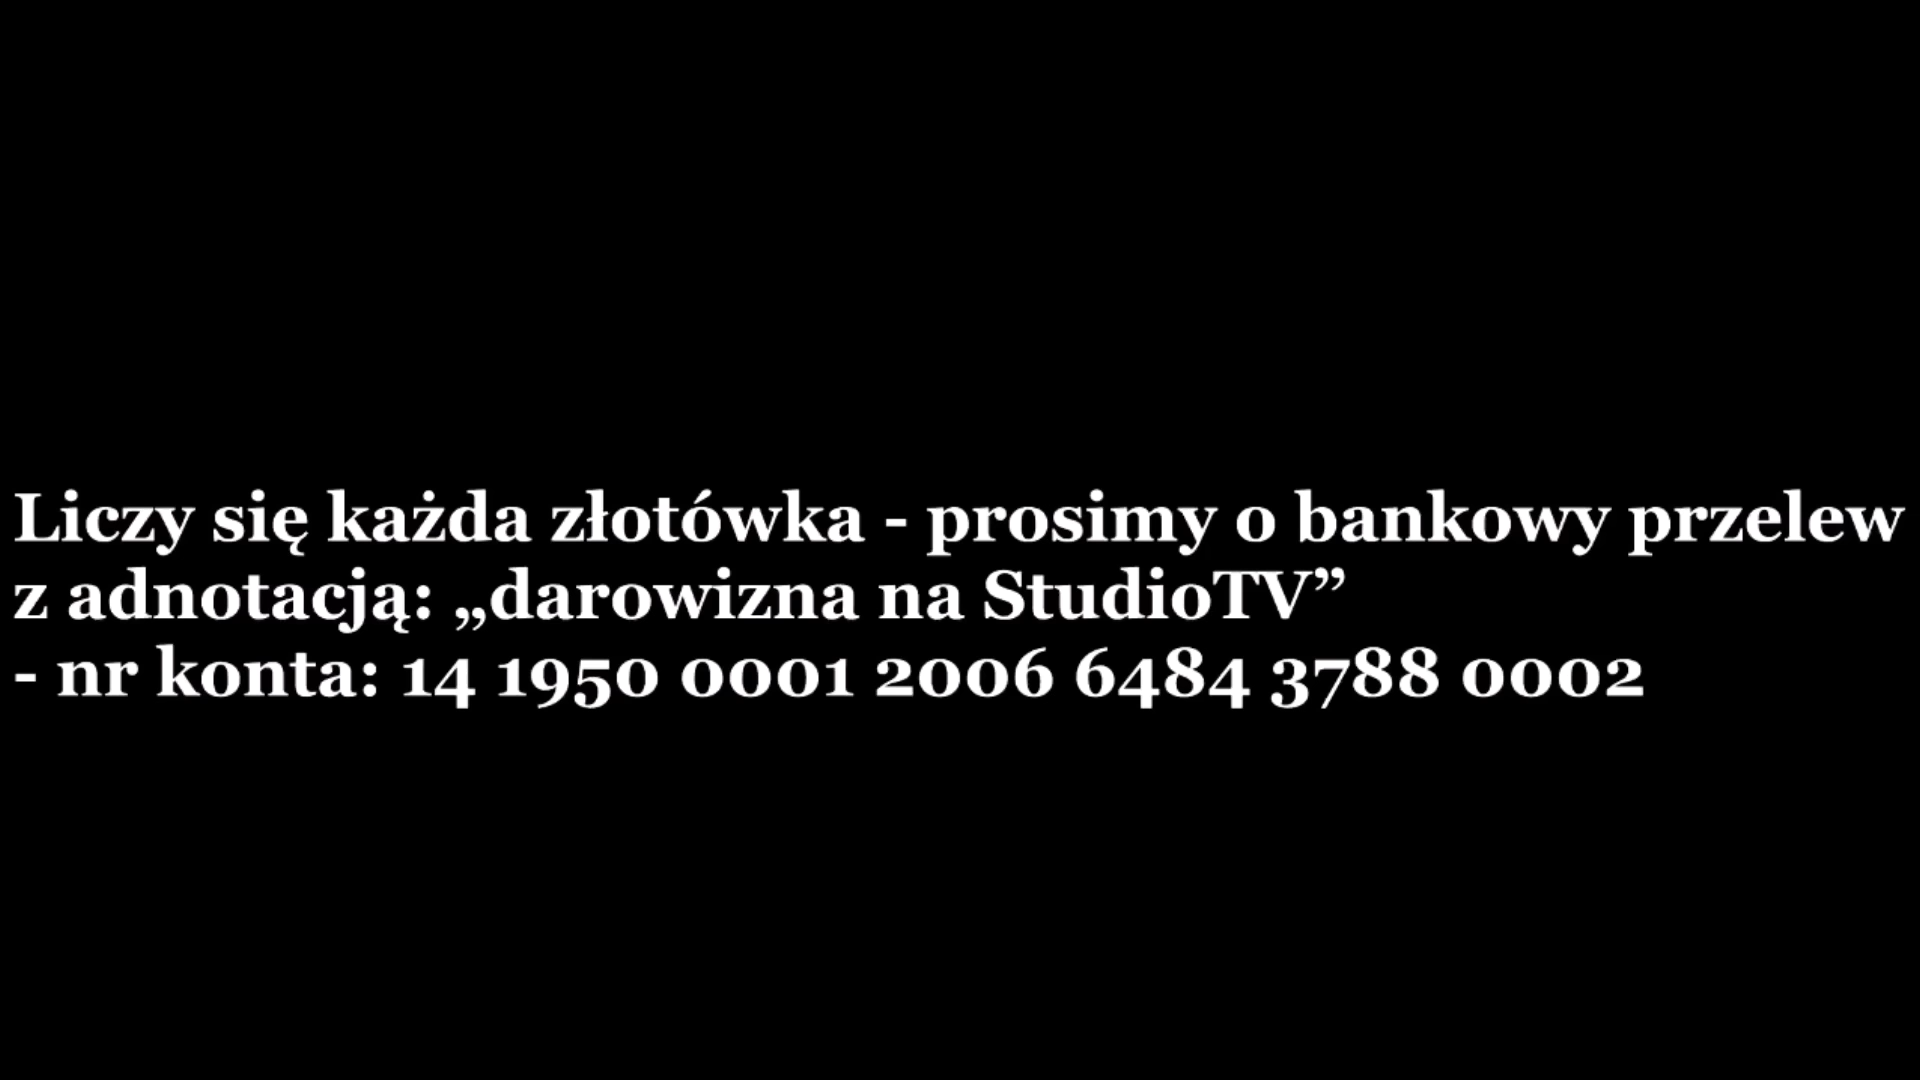 Liczy się każda złotówka - prosimy o bankowy przelew
z adnotacją: „darowizna na StudioTV”
- nr konta: 14 1950 0001 2006 6484 3788 0002